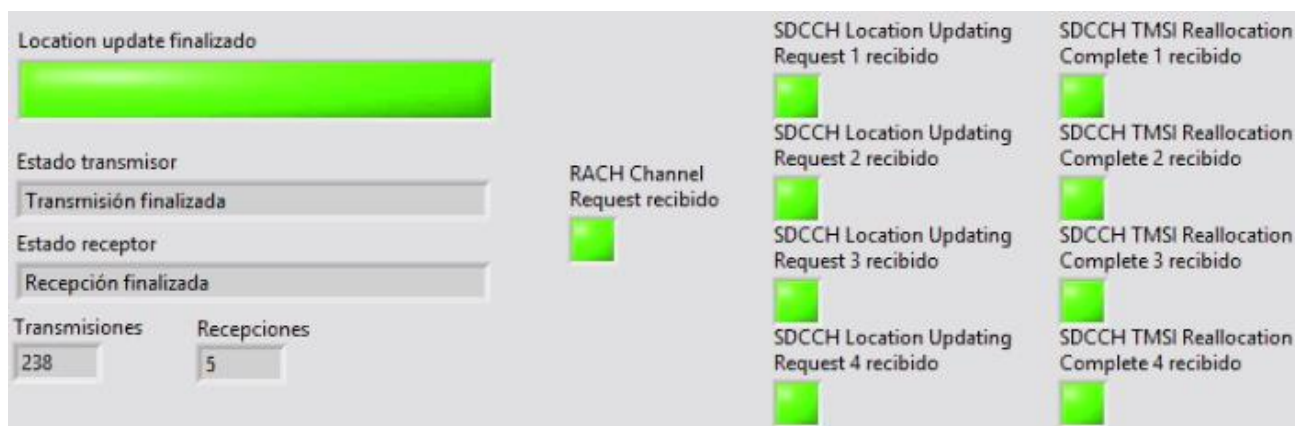 Location update finalizado
Estado transmisor
Transmisión finalizada
Estado receptor
Recepción finalizada
Transmisiones
238
Recepciones
5
RACH Channel
Request recibido
SDCCH Location Updating
Request 1 recibido
SDCCH Location Updating
Request 2 recibido
SDCCH Location Updating
Request 3 recibido
SDCCH Location Updating
Request 4 recibido
SDCCH TMSI Reallocation
Complete 1 recibido
SDCCH TMSI Reallocation
Complete 2 recibido
SDCCH TMSI Reallocation
Complete 3 recibido
SDCCH TMSI Reallocation
Complete 4 recibido